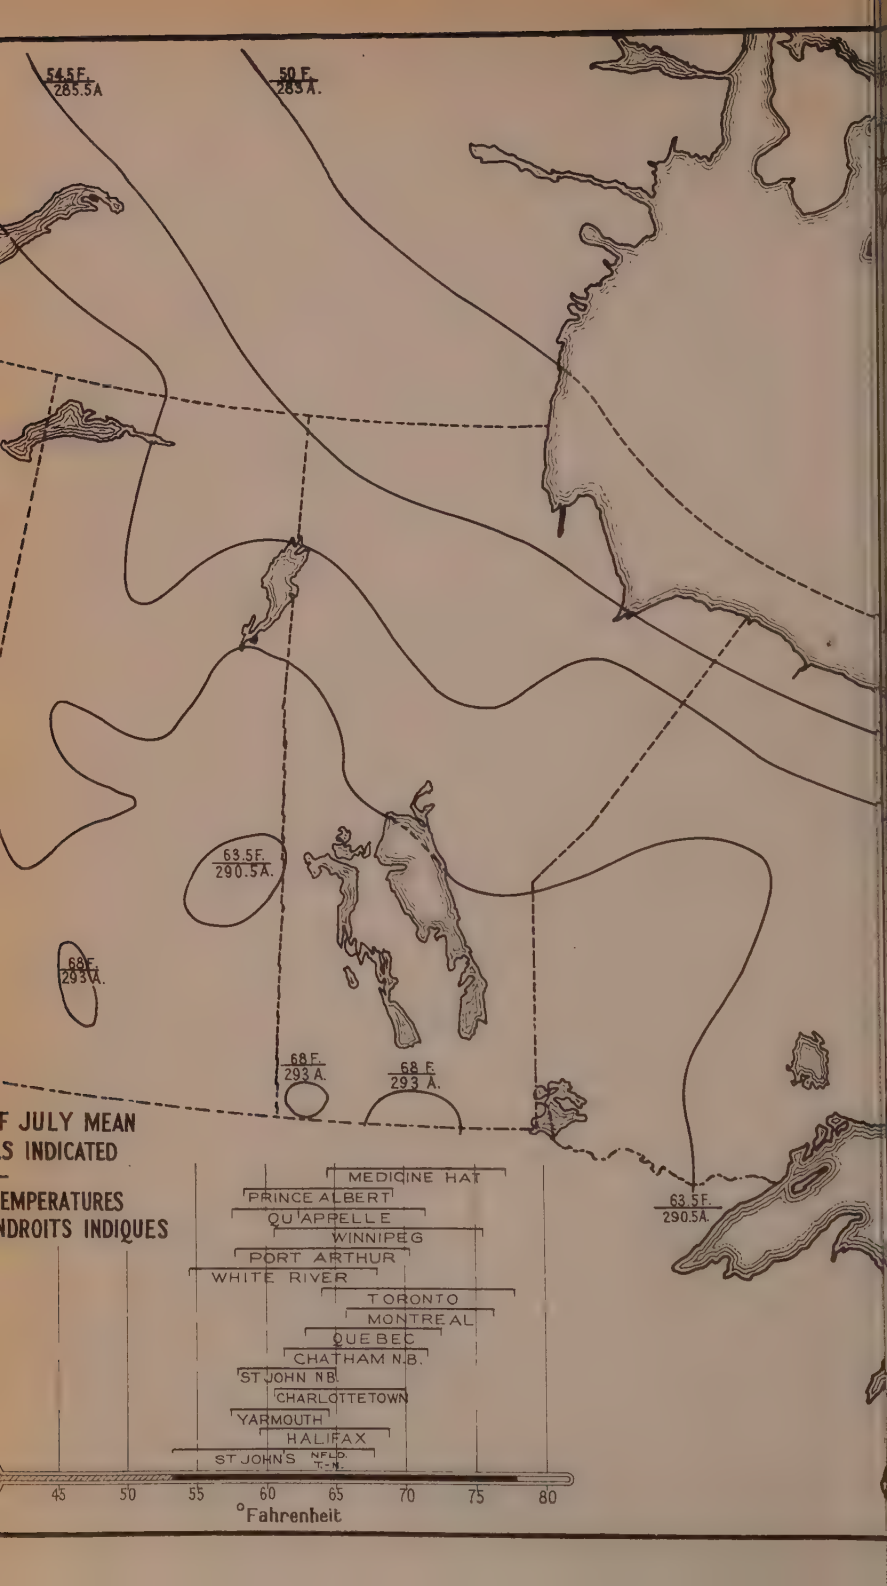 54.5 F.
285.5 A
50 F.
283 A.
63.5 F.
290.5 A.
68 F.
293 A.
68 F.
293 A.
68 F.
293 A.
F JULY MEAN
S INDICATED
EMPERATURES
NDROITS INDIQUES
63.5 F.
290.5 A.
MEDICINE HAT
PRINCE ALBERT
QU'APPELLE
WINNIPEG
PORT ARTHUR
WHITE RIVER
TORONTO
MONTREAL
QUEBEC
CHATHAM N.B.
ST JOHN N.B.
CHARLOTTETOWN
YARMOUTH
HALIFAX
ST JOHN'S NFLD.
T.-N.
45 50 55 60 65 70 75 80
°Fahrenheit